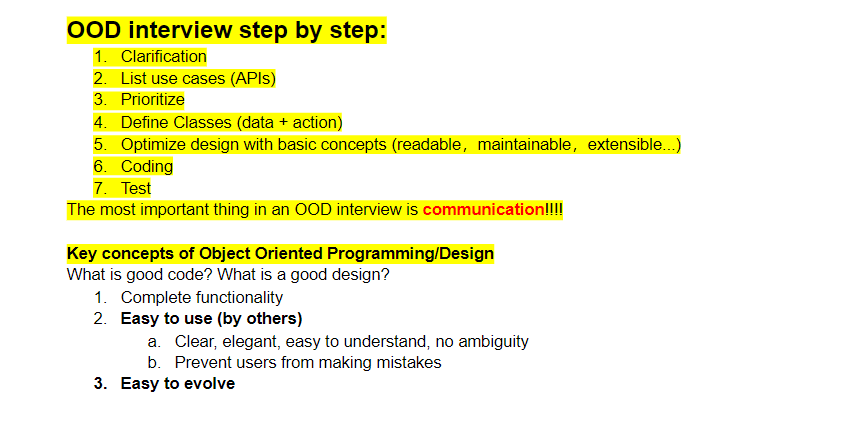 OOD interview step by step:
1. Clarification
2. List use cases (APIs)
3. Prioritize
4. Define Classes (data + action)
5. Optimize design with basic concepts (readable，maintainable，extensible...)
6. Coding
7. Test
The most important thing in an OOD interview is communication!!!!
Key concepts of Object Oriented Programming/Design
What is good code? What is a good design?
1. Complete functionality
2. Easy to use (by others)
a. Clear, elegant, easy to understand, no ambiguity
b. Prevent users from making mistakes
3. Easy to evolve